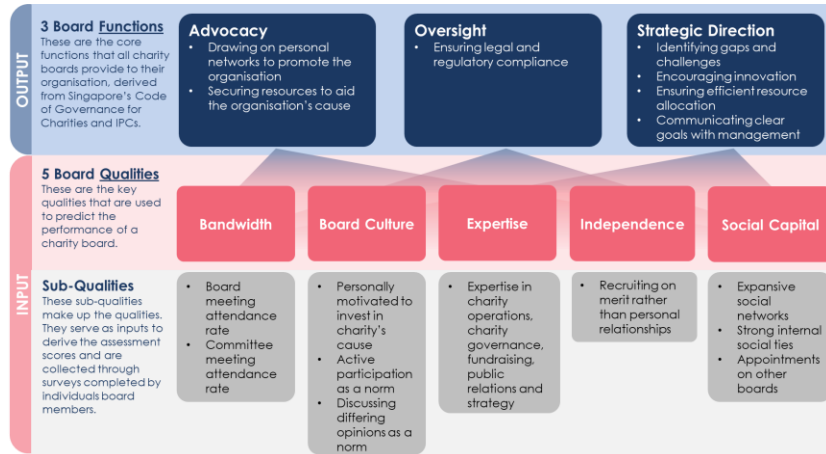 OUTPUT
3 Board Functions
These are the core
functions that all charity
boards provide to their
organisation, derived
from Singapore's Code
of Governance for
Charities and IPCs.
Advocacy
• Drawing on personal
networks to promote the
organisation
• Securing resources to aid
the organisation's cause
Oversight
• Ensuring legal and
regulatory compliance
Strategic Direction
• Identifying gaps and
challenges
• Encouraging innovation
• Ensuring efficient resource
allocation
• Communicating clear
goals with management
INPUT
5 Board Qualities
These are the key
qualities that are used
to predict the
performance of a
charity board.
Bandwidth
Board Culture
Expertise
Independence
Social Capital
Sub-Qualities
These sub-qualities
make up the qualities.
They serve as inputs to
derive the assessment
scores and are
collected through
surveys completed by
individuals board
members.
• Board
meeting
attendance
rate
• Committee
meeting
attendance
rate
• Personally
motivated to
invest in
charity's
cause
• Active
participation
as a norm
• Discussing
differing
opinions as a
norm
• Expertise in
charity
operations,
charity
governance,
fundraising,
public
relations and
strategy
• Recruiting on
merit rather
than personal
relationships
• Expansive
social
networks
• Strong internal
social ties
• Appointments
on other
boards